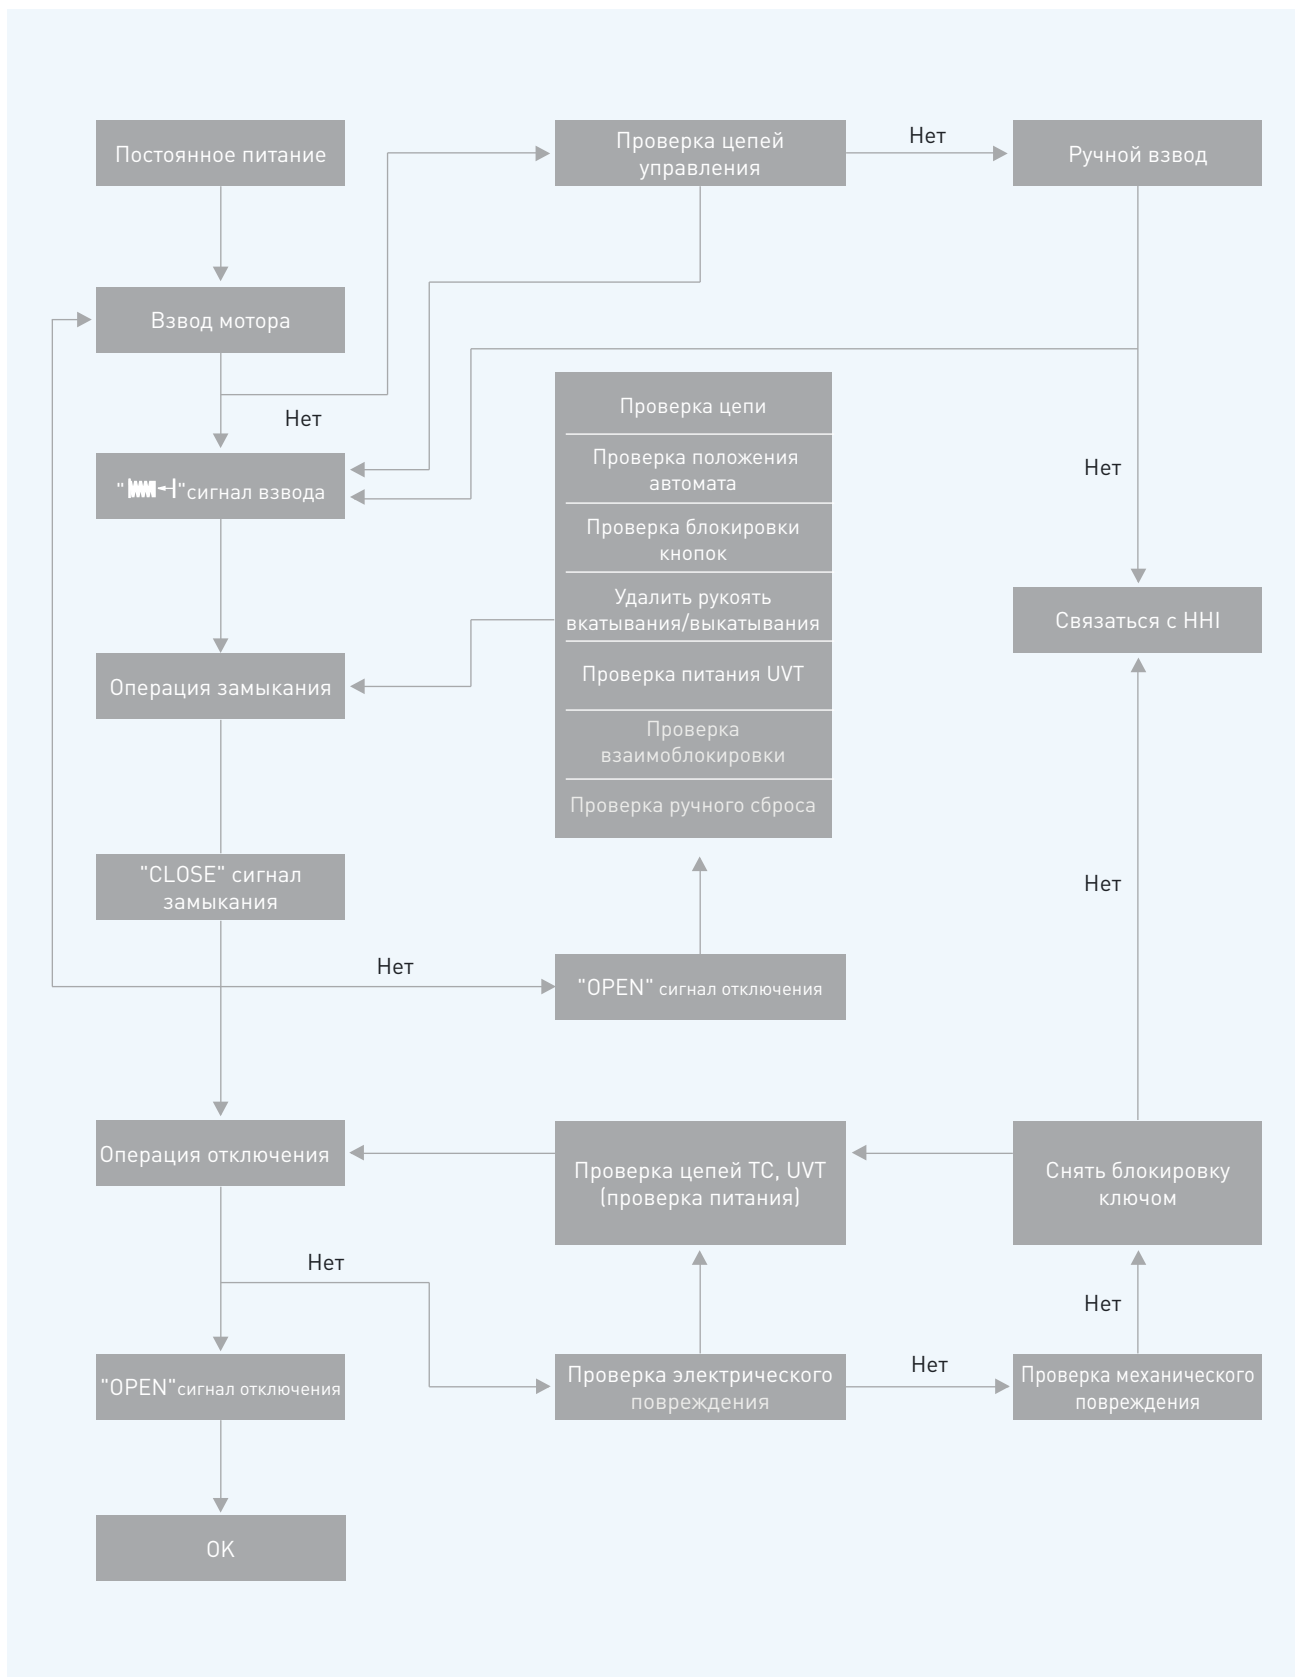 Постоянное питание
Проверка цепей
управления
Нет
Ручной взвод
Взвод мотора
Нет
"        "сигнал взвода
Проверка цепи
Проверка положения
автомата
Проверка блокировки
кнопок
Удалить рукоять
вкатывания/выкатывания
Проверка питания UVT
Проверка
взаимоблокировки
Проверка ручного сброса
Нет
Связаться с HHI
Операция замыкания
"CLOSE" сигнал
замыкания
Нет
Нет
"OPEN" сигнал отключения
Операция отключения
Проверка цепей TC, UVT
(проверка питания)
Снять блокировку
ключом
Нет
Нет
"OPEN"сигнал отключения
Проверка электрического
повреждения
Нет
Проверка механического
повреждения
OK